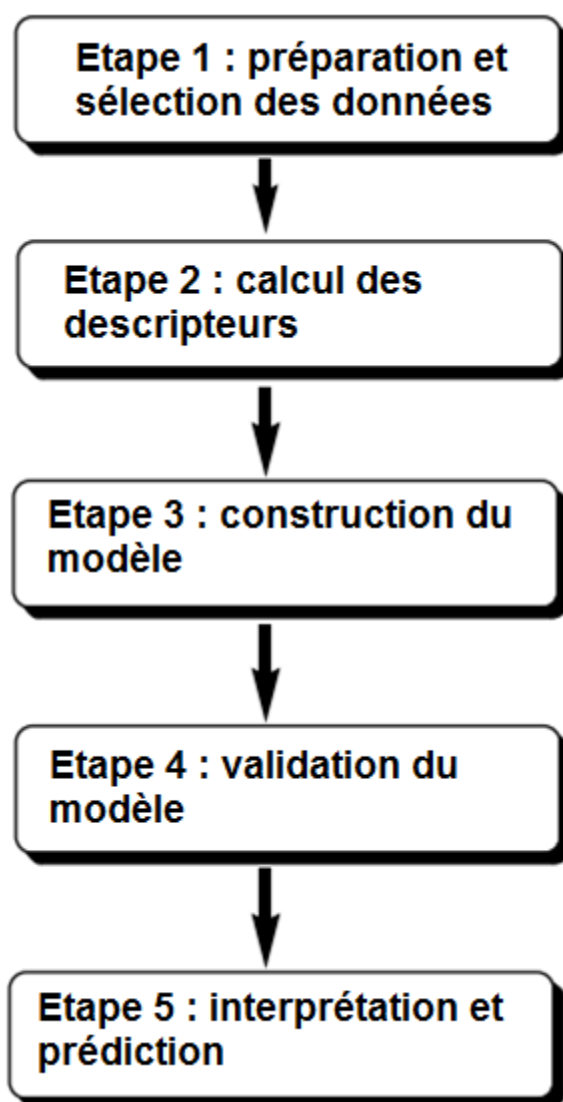 Etape 1 : préparation et
sélection des données
Etape 2 : calcul des
descripteurs
Etape 3 : construction du
modèle
Etape 4 : validation du
modèle
Etape 5 : interprétation et
prédiction